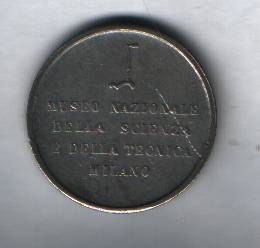 MUSEO NAZIONALE
DELLA SCIENZA
E DELLA TECNICA
MILANO